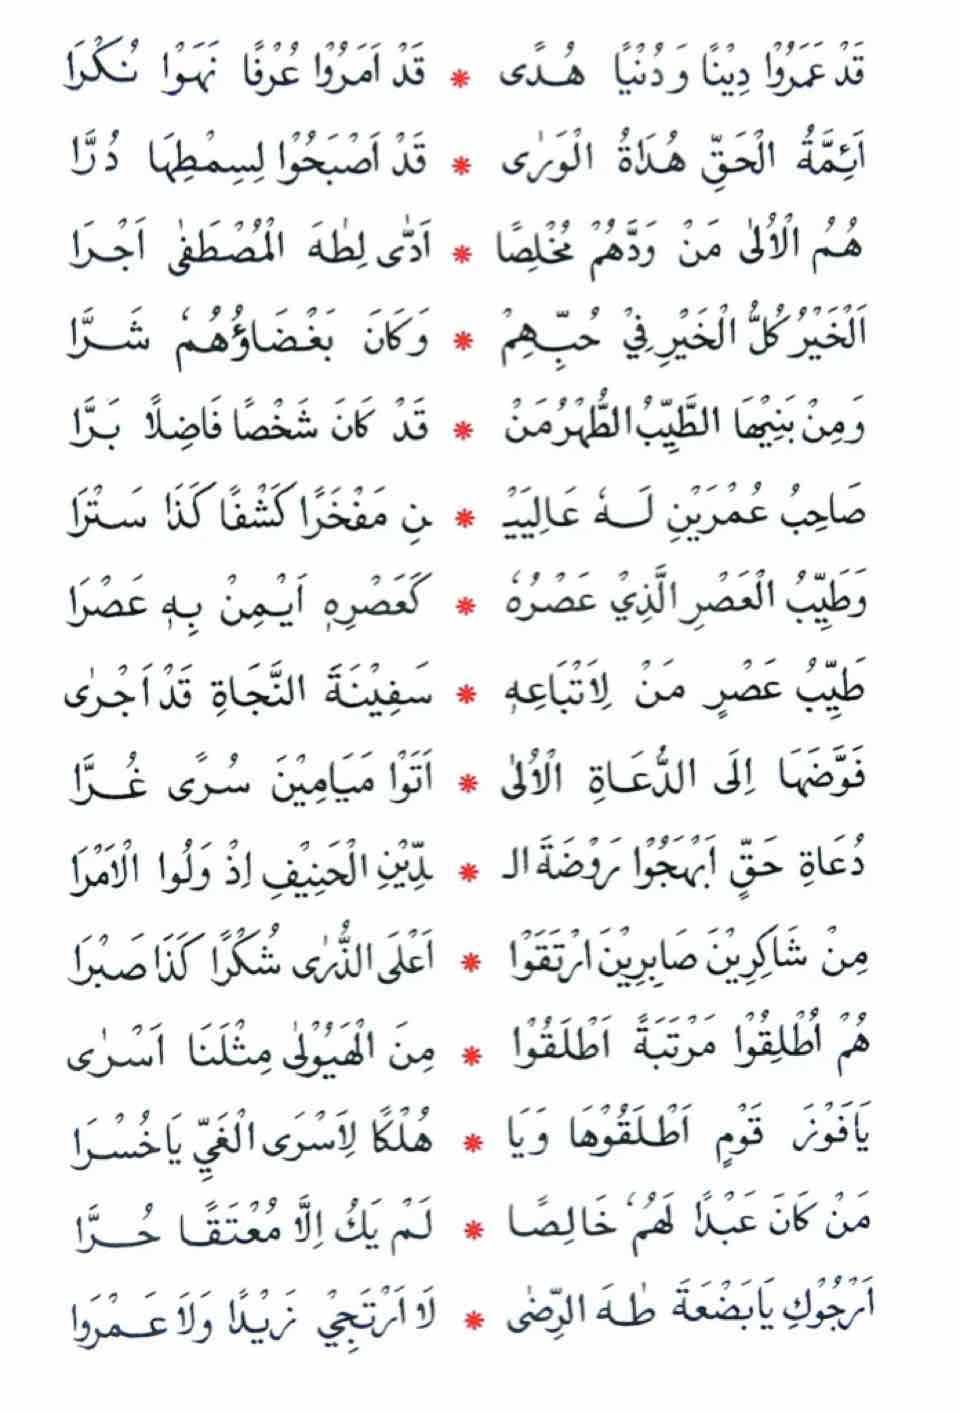 قَدْ عَمَرُوْا دِيْنًا وَ دُنْيًا هُدًى * قَدْ اَمَرُوْا عُرْفًا نَهَوْا نُكْرَا
اَئِمَّةُ الْحَقِّ هُدَاةُ الْوَرٰى * قَدْ اَصْبَحُوْا لِسِمْطِهَا دُرَّا
هُمُ الْاُلٰى مَنْ وَدَّهُمْ مُخْلِصًا * اَدّٰى لِطٰهَ الْمُصْطَفٰى اَجْرَا
اَلْخَيْرُ كُلُّ الْخَيْرِ فِيْ حُبِّهِمْ * وَكَانَ بَغْضَاؤُهُمْ شَرَّا
وَمِنْ بَنِيْهَا الطَّيِّبُ الطُّهْرُ مَنْ * قَدْ كَانَ شَخْصًا فَاضِلًا بَرَّا
صَاحِبُ عُمْرَيْنِ لَهٗ عَالِيَيْـ * ـنِ مَفْخَرًا كَشْفًا كَذَا سَتْرَا
وَطَيِّبُ الْعَصْرِ الَّذِيْ عَصْرُهٗ * كَعَصْرِهٖ اَيْمِنْ بِهٖ عَصْرَا
طَيِّبُ عَصْرٍ مَنْ لِاَتْبَاعِهٖ * سَفِيْنَةَ النَّجَاةِ قَدْ اَجْرٰى
فَوَّضَهَا اِلَى الدُّعَاةِ الْاُلٰى * اَتَوْا مَيَامِيْنَ سُرًى غُرَّا
دُعَاةِ حَقٍّ اَبْهَجُوْا رَوْضَةَ الـ * ـدِّيْنِ الْحَنِيْفِ اِذْ وَلُوا الْاَمْرَا
مِنْ شَاكِرِيْنَ صَابِرِيْنَ ارْتَقَوْا * اَعْلَى الذُّرٰى شُكْرًا كَذَا صَبْرَا
هُمْ اُطْلِقُوْا مَرْتَبَةً اَطْلَقُوْا * مِنَ الْهَيُوْلٰى مِثْلَنَا اَسْرٰى
يَا فَوْزَ قَوْمٍ اَطْلَقُوْهَا وَيَا * هُلْكًا لِاَسْرَى الْغَيِّ يَا خُسْرَا
مَنْ كَانَ عَبْدًا لَهُمْ خَالِصًا * لَمْ يَكُ اِلَّا مُعْتَقًا حُرَّا
اَرْجُوْكِ يَا بَضْعَةَ طٰهَ الرِّضٰى * لَا اَرْتَجِيْ زَيْدًا وَلَا عَمْرَوا